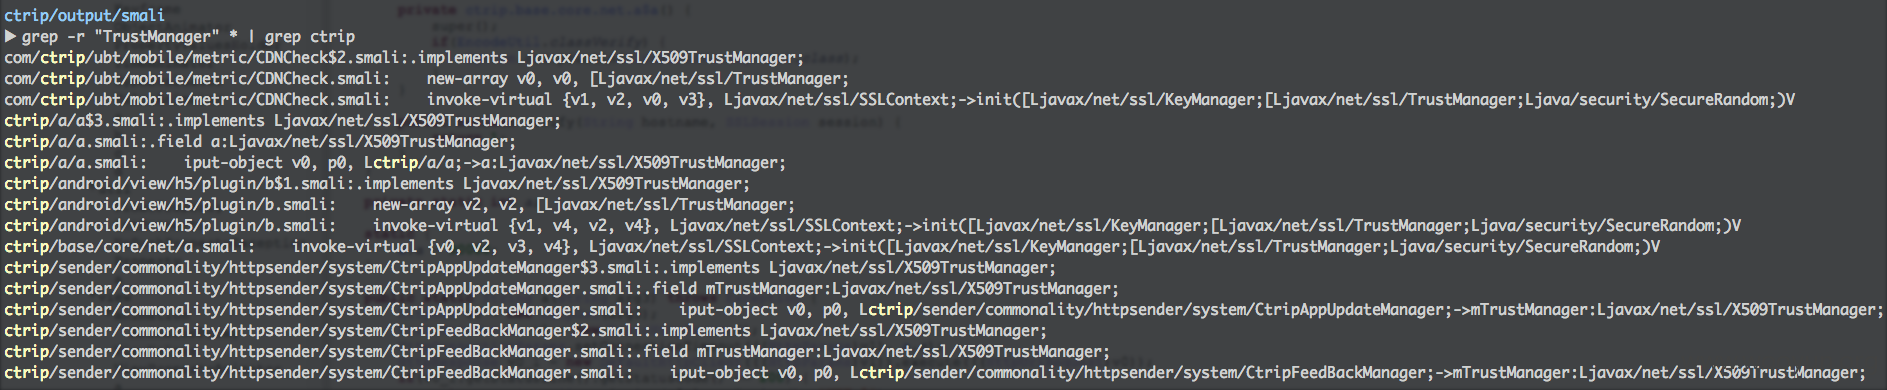 ctrip/output/smali
▶ grep -r "TrustManager" * | grep ctrip
com/ctrip/ubt/mobile/metric/CDNCheck$2.smali:.implements Ljavax/net/ssl/X509TrustManager;
com/ctrip/ubt/mobile/metric/CDNCheck.smali:    new-array v0, v0, [Ljavax/net/ssl/TrustManager;
com/ctrip/ubt/mobile/metric/CDNCheck.smali:    invoke-virtual {v1, v2, v0, v3}, Ljavax/net/ssl/SSLContext;->init([Ljavax/net/ssl/KeyManager;[Ljavax/net/ssl/TrustManager;Ljava/security/SecureRandom;)V
ctrip/a/a$3.smali:.implements Ljavax/net/ssl/X509TrustManager;
ctrip/a/a.smali:.field a:Ljavax/net/ssl/X509TrustManager;
ctrip/a/a.smali:    iput-object v0, p0, Lctrip/a/a;->a:Ljavax/net/ssl/X509TrustManager;
ctrip/android/view/h5/plugin/b$1.smali:.implements Ljavax/net/ssl/X509TrustManager;
ctrip/android/view/h5/plugin/b.smali:    new-array v2, v2, [Ljavax/net/ssl/TrustManager;
ctrip/android/view/h5/plugin/b.smali:    invoke-virtual {v1, v4, v2, v4}, Ljavax/net/ssl/SSLContext;->init([Ljavax/net/ssl/KeyManager;[Ljavax/net/ssl/TrustManager;Ljava/security/SecureRandom;)V
ctrip/base/core/net/a.smali:    invoke-virtual {v0, v2, v3, v4}, Ljavax/net/ssl/SSLContext;->init([Ljavax/net/ssl/KeyManager;[Ljavax/net/ssl/TrustManager;Ljava/security/SecureRandom;)V
ctrip/sender/commonality/httpsender/system/CtripAppUpdateManager$3.smali:.implements Ljavax/net/ssl/X509TrustManager;
ctrip/sender/commonality/httpsender/system/CtripAppUpdateManager.smali:.field mTrustManager:Ljavax/net/ssl/X509TrustManager;
ctrip/sender/commonality/httpsender/system/CtripAppUpdateManager.smali:    iput-object v0, p0, Lctrip/sender/commonality/httpsender/system/CtripAppUpdateManager;->mTrustManager:Ljavax/net/ssl/X509TrustManager;
ctrip/sender/commonality/httpsender/system/CtripFeedBackManager$2.smali:.implements Ljavax/net/ssl/X509TrustManager;
ctrip/sender/commonality/httpsender/system/CtripFeedBackManager.smali:.field mTrustManager:Ljavax/net/ssl/X509TrustManager;
ctrip/sender/commonality/httpsender/system/CtripFeedBackManager.smali:    iput-object v0, p0, Lctrip/sender/commonality/httpsender/system/CtripFeedBackManager;->mTrustManager:Ljavax/net/ssl/X509TrustManager;